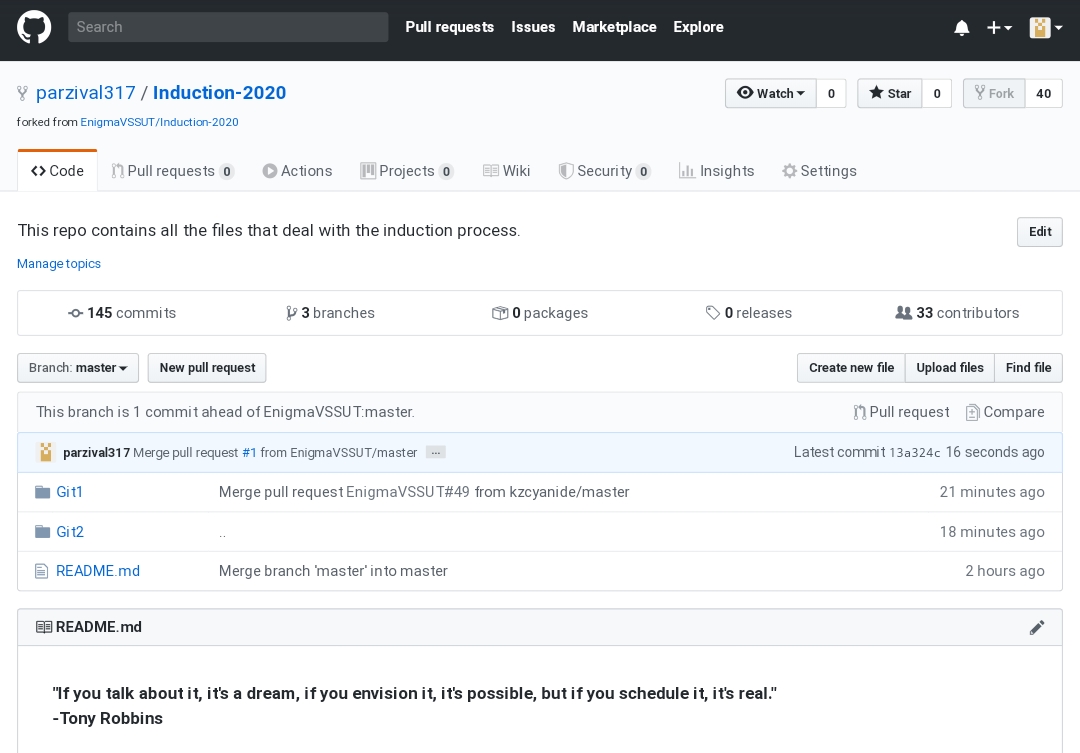 Search Pull requests Issues Marketplace Explore
parzival317 / Induction-2020 Watch 0 Star 0 Fork 40
forked from EnigmaVSSUT/Induction-2020
Code Pull requests 0 Actions Projects 0 Wiki Security 0 Insights Settings
This repo contains all the files that deal with the induction process. Edit
Manage topics
145 commits 3 branches 0 packages 0 releases 33 contributors
Branch: master New pull request Create new file Upload files Find file
This branch is 1 commit ahead of EnigmaVSSUT:master. Pull request Compare
parzival317 Merge pull request #1 from EnigmaVSSUT/master ... Latest commit 13a324c 16 seconds ago
Git1 Merge pull request EnigmaVSSUT#49 from kzcyanide/master 21 minutes ago
Git2 .. 18 minutes ago
README.md Merge branch 'master' into master 2 hours ago
README.md
"If you talk about it, it's a dream, if you envision it, it's possible, but if you schedule it, it's real."
-Tony Robbins